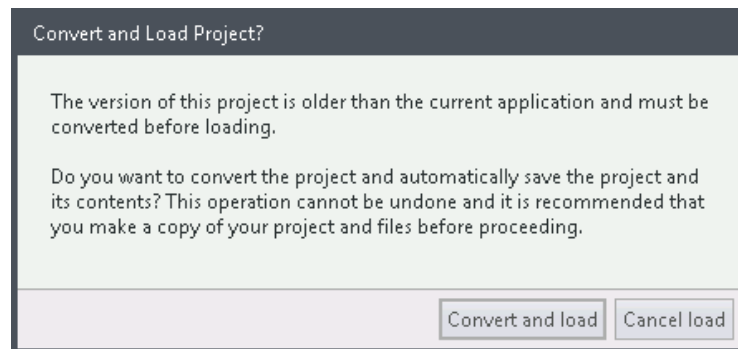 Convert and Load Project?
The version of this project is older than the current application and must be
converted before loading.
Do you want to convert the project and automatically save the project and
its contents? This operation cannot be undone and it is recommended that
you make a copy of your project and files before proceeding.
Convert and load Cancel load